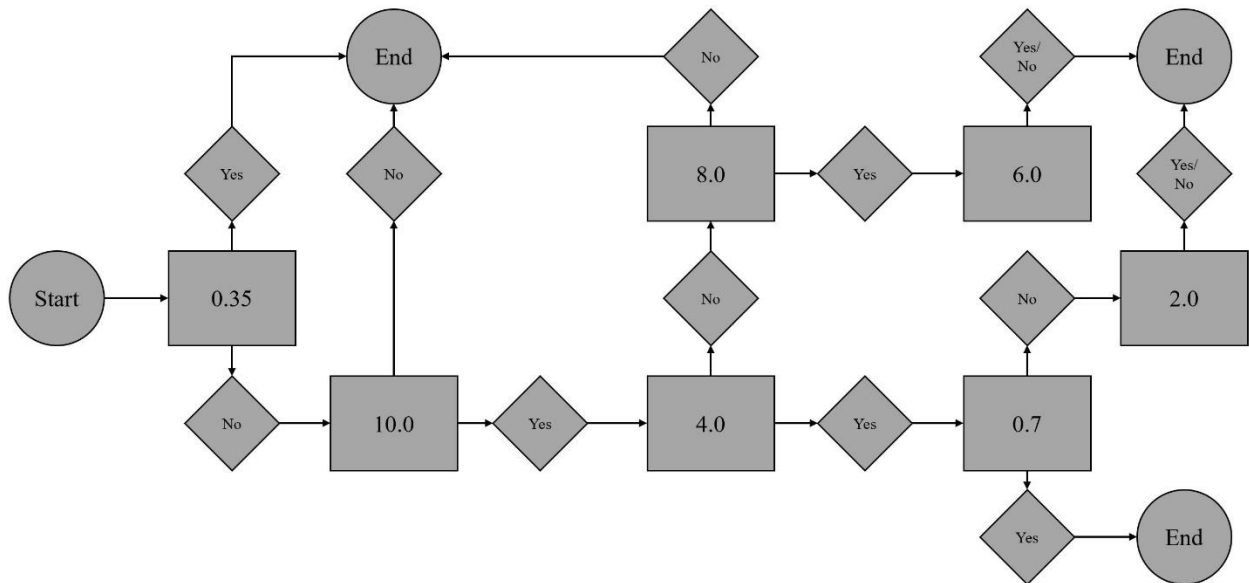 End
No
Yes/
No
End
Yes
No
8.0
Yes
6.0
Yes/
No
Start
0.35
No
No
2.0
No
10.0
Yes
4.0
Yes
0.7
Yes
End